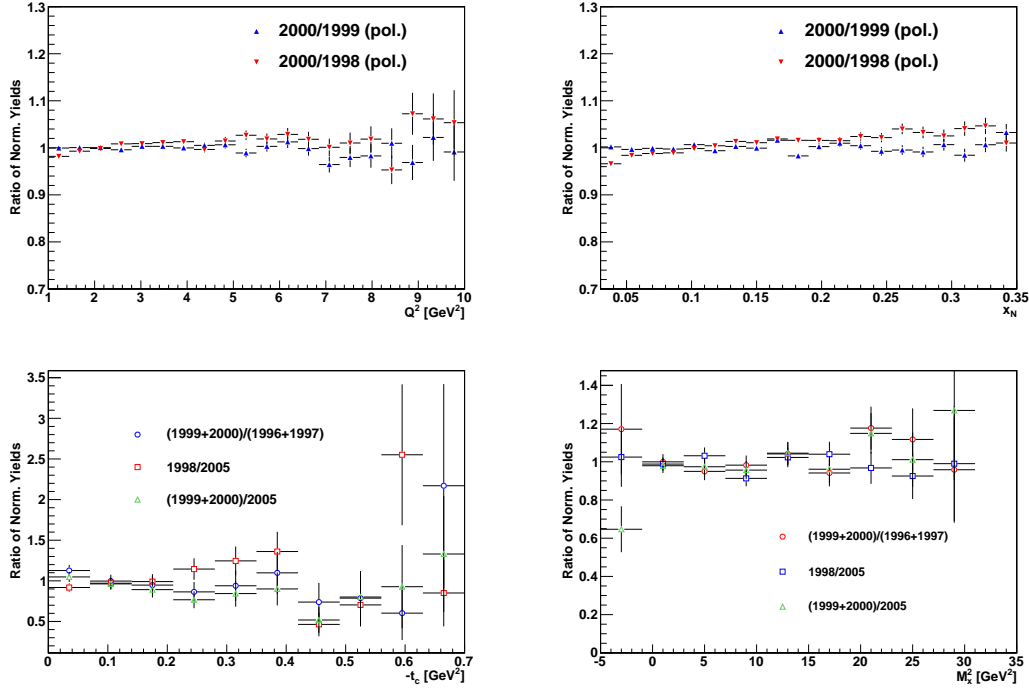 Ratio of Norm. Yields
1.3
1.2
1.1
1
0.9
0.8
0.7
2000/1999 (pol.)
2000/1998 (pol.)
1 2 3 4 5 6 7 8 9 10
Q² [GeV²]
Ratio of Norm. Yields
1.3
1.2
1.1
1
0.9
0.8
0.7
2000/1999 (pol.)
2000/1998 (pol.)
0.05 0.1 0.15 0.2 0.25 0.3 0.35
x_N
Ratio of Norm. Yields
3.5
3
2.5
2
1.5
1
0.5
(1999+2000)/(1996+1997)
1998/2005
(1999+2000)/2005
0 0.1 0.2 0.3 0.4 0.5 0.6 0.7
-t_c [GeV²]
Ratio of Norm. Yields
1.4
1.2
1
0.8
0.6
0.4
0.2
0
(1999+2000)/(1996+1997)
1998/2005
(1999+2000)/2005
-5 0 5 10 15 20 25 30 35
M_x² [GeV²]